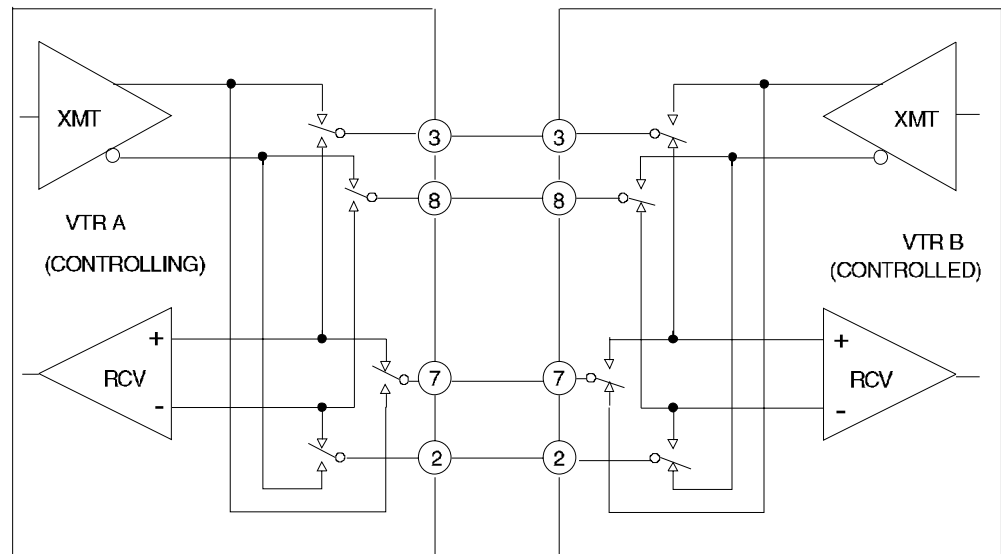 XMT
XMT
3
3
8
8
VTR A
(CONTROLLING)
VTR B
(CONTROLLED)
+
+
RCV
7
7
RCV
-
-
2
2